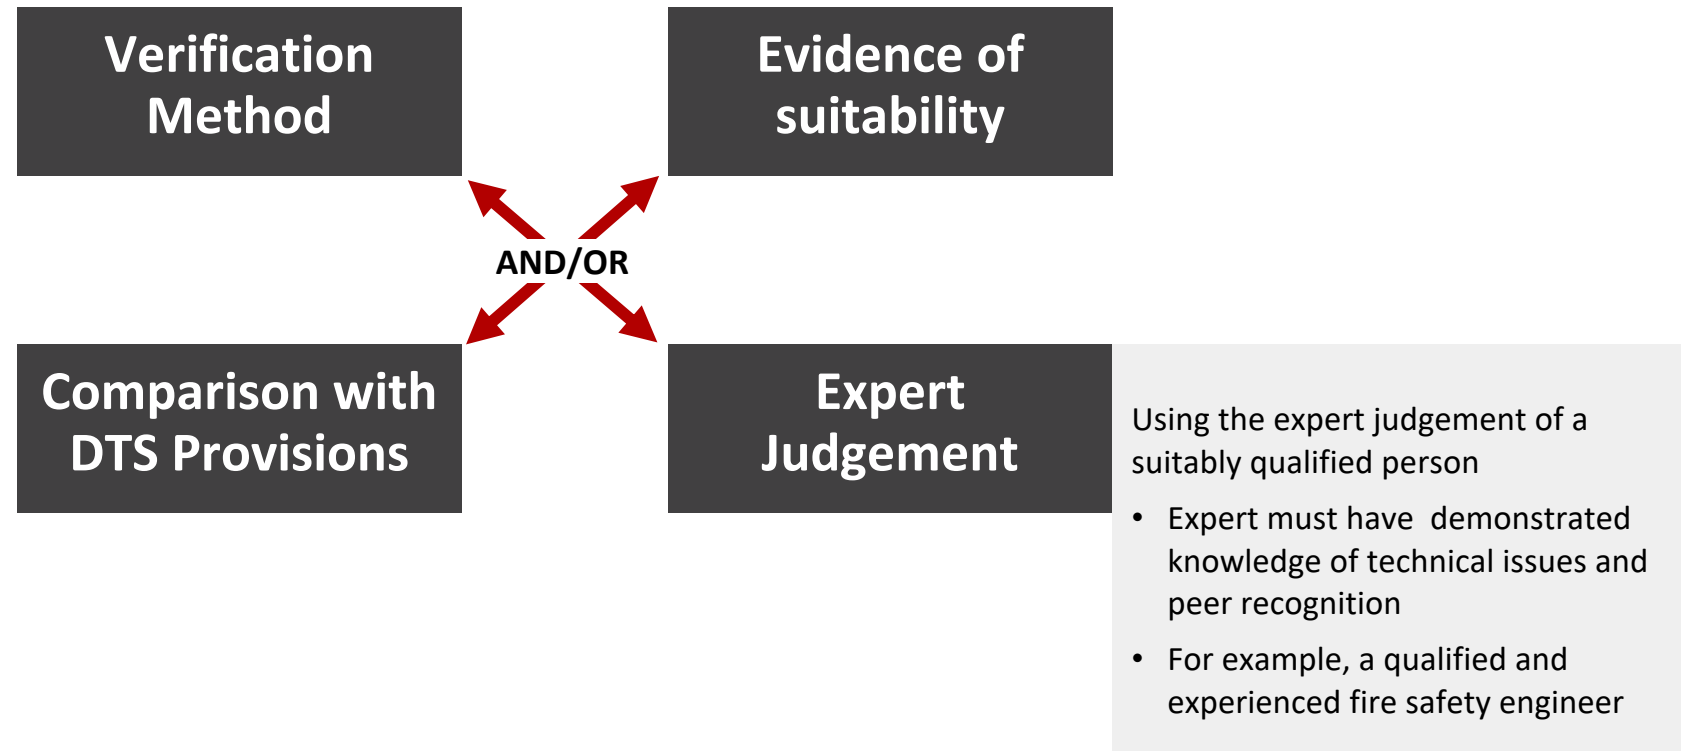 Verification
Method
Evidence of
suitability
AND/OR
Comparison with
DTS Provisions
Expert
Judgement
Using the expert judgement of a
suitably qualified person
• Expert must have  demonstrated
knowledge of technical issues and
peer recognition
• For example, a qualified and
experienced fire safety engineer